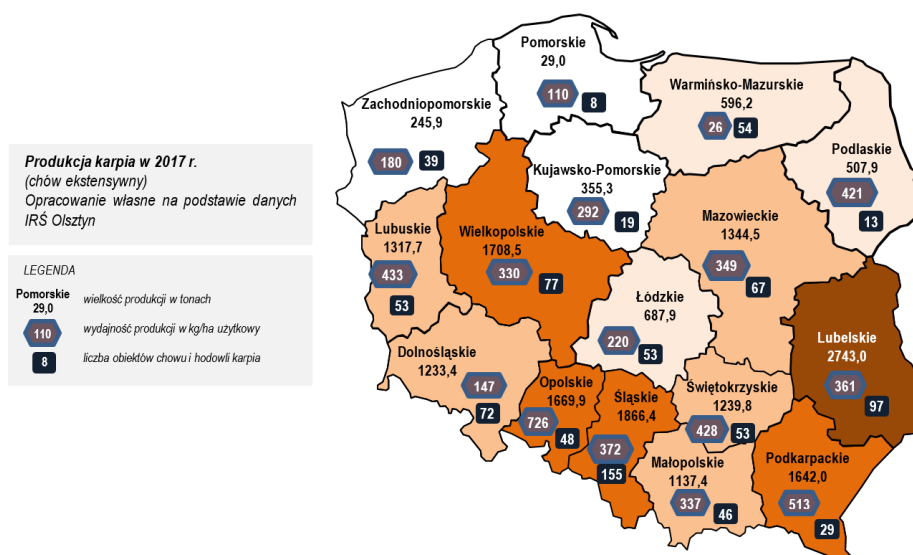 Produkcja karpia w 2017 r.
(chów ekstensywny)
Opracowanie własne na podstawie danych
IRŚ Olsztyn
LEGENDA
Pomorskie
29,0
wielkość produkcji w tonach
110
wydajność produkcji w kg/ha użytkowy
8
liczba obiektów chowu i hodowli karpia
Pomorskie
29,0
110
8
Zachodniopomorskie
245,9
180
39
Warmińsko-Mazurskie
596,2
26
54
Podlaskie
507,9
421
13
Kujawsko-Pomorskie
355,3
292
19
Mazowieckie
1344,5
349
67
Lubuskie
1317,7
433
53
Wielkopolskie
1708,5
330
77
Łódzkie
687,9
220
53
Lubelskie
2743,0
361
97
Dolnośląskie
1233,4
147
72
Opolskie
1669,9
726
48
Śląskie
1866,4
372
155
Świętokrzyskie
1239,8
428
53
Małopolskie
1137,4
337
46
Podkarpackie
1642,0
513
29